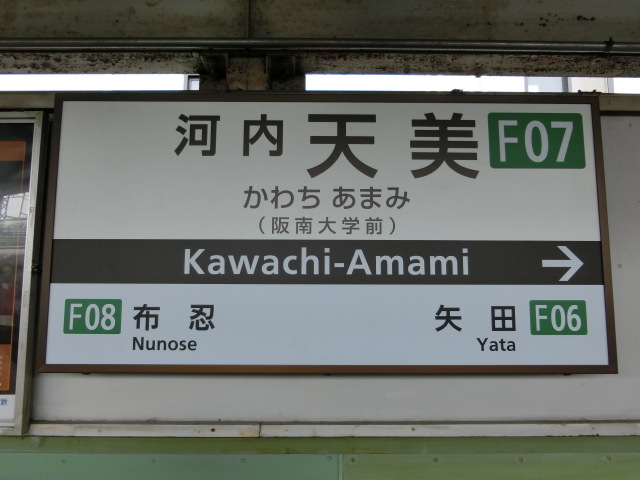 河内天美 F07
かわち あまみ
（阪南大学前）
Kawachi-Amami →
F08 布忍 矢田 F06
Nunose Yata